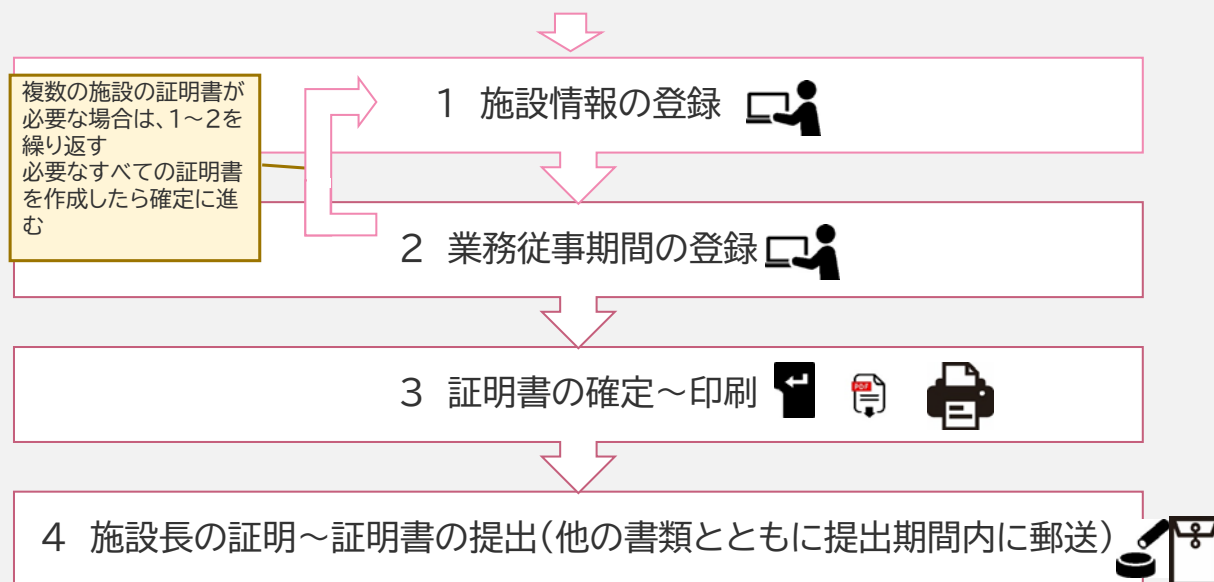 複数の施設の証明書が
必要な場合は、1～2を
繰り返す
必要なすべての証明書
を作成したら確定に進
む
1 施設情報の登録
2 業務従事期間の登録
3 証明書の確定～印刷
PDF
4 施設長の証明～証明書の提出(他の書類とともに提出期間内に郵送)